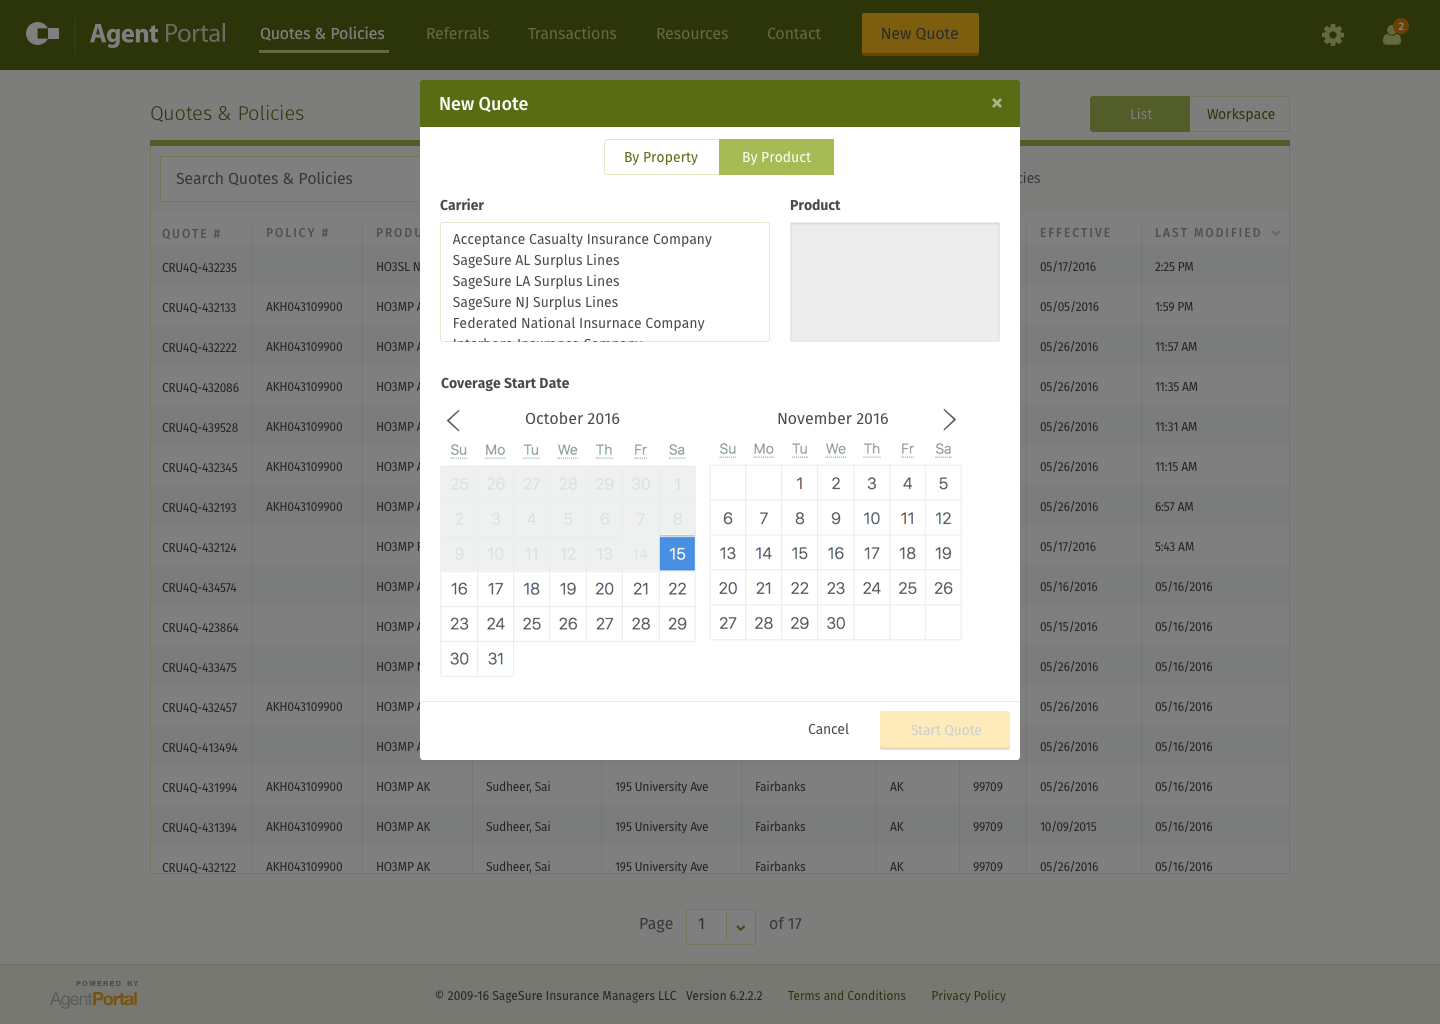 Agent Portal
Quotes & Policies
Referrals
Transactions
Resources
Contact
New Quote
2
Quotes & Policies
List
Workspace
Search Quotes & Policies
New Quote
×
By Property
By Product
Carrier
Product
Acceptance Casualty Insurance Company
SageSure AL Surplus Lines
SageSure LA Surplus Lines
SageSure NJ Surplus Lines
Federated National Insurnace Company
Coverage Start Date
October 2016
Su Mo Tu We Th Fr Sa
25 26 27 28 29 30 1
2 3 4 5 6 7 8
9 10 11 12 13 14 15
16 17 18 19 20 21 22
23 24 25 26 27 28 29
30 31
November 2016
Su Mo Tu We Th Fr Sa
1 2 3 4 5
6 7 8 9 10 11 12
13 14 15 16 17 18 19
20 21 22 23 24 25 26
27 28 29 30
Cancel
Start Quote
QUOTE # POLICY # PRODU EFFECTIVE LAST MODIFIED
CRU4Q-432235 HO3SL 05/17/2016 2:25 PM
CRU4Q-432133 AKH043109900 HO3MP 05/05/2016 1:59 PM
CRU4Q-432222 AKH043109900 HO3MP 05/26/2016 11:57 AM
CRU4Q-432086 AKH043109900 HO3MP 05/26/2016 11:35 AM
CRU4Q-439528 AKH043109900 HO3MP 05/26/2016 11:31 AM
CRU4Q-432345 AKH043109900 HO3MP 05/26/2016 11:15 AM
CRU4Q-432193 AKH043109900 HO3MP 05/26/2016 6:57 AM
CRU4Q-432124 HO3MP 05/17/2016 5:43 AM
CRU4Q-434574 HO3MP 05/16/2016 05/16/2016
CRU4Q-423864 HO3MP 05/15/2016 05/16/2016
CRU4Q-433475 HO3MP 05/26/2016 05/16/2016
CRU4Q-432457 AKH043109900 HO3MP 05/26/2016 05/16/2016
CRU4Q-413494 HO3MP 05/26/2016 05/16/2016
CRU4Q-431994 AKH043109900 HO3MP AK Sudheer, Sai 195 University Ave Fairbanks AK 99709 05/26/2016 05/16/2016
CRU4Q-431394 AKH043109900 HO3MP AK Sudheer, Sai 195 University Ave Fairbanks AK 99709 10/09/2015 05/16/2016
CRU4Q-432122 AKH043109900 HO3MP AK Sudheer, Sai 195 University Ave Fairbanks AK 99709 05/26/2016 05/16/2016
Page 1 of 17
POWERED BY
AgentPortal
© 2009-16 SageSure Insurance Managers LLC Version 6.2.2.2 Terms and Conditions Privacy Policy